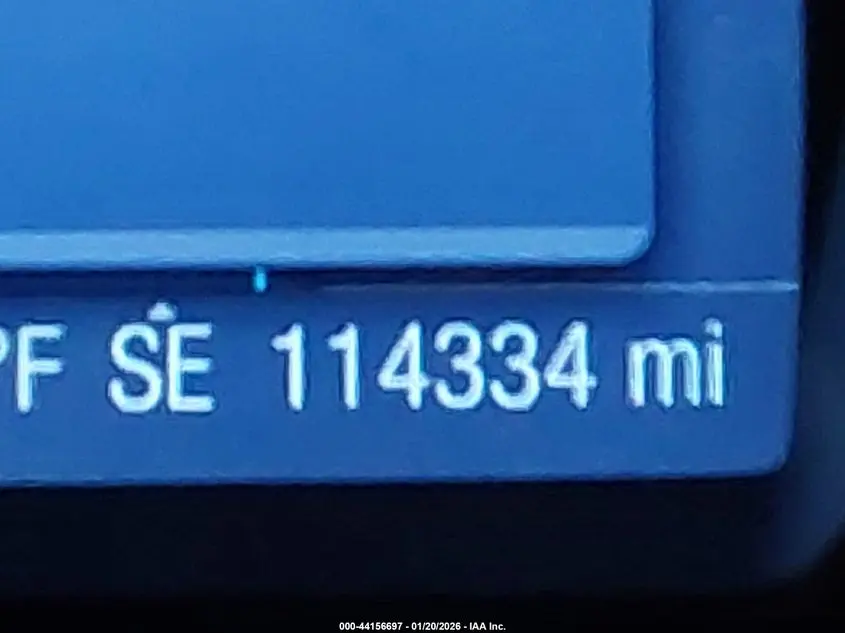 °F SE 114334 mi
000-44156697 - 01/20/2026 - IAA Inc.